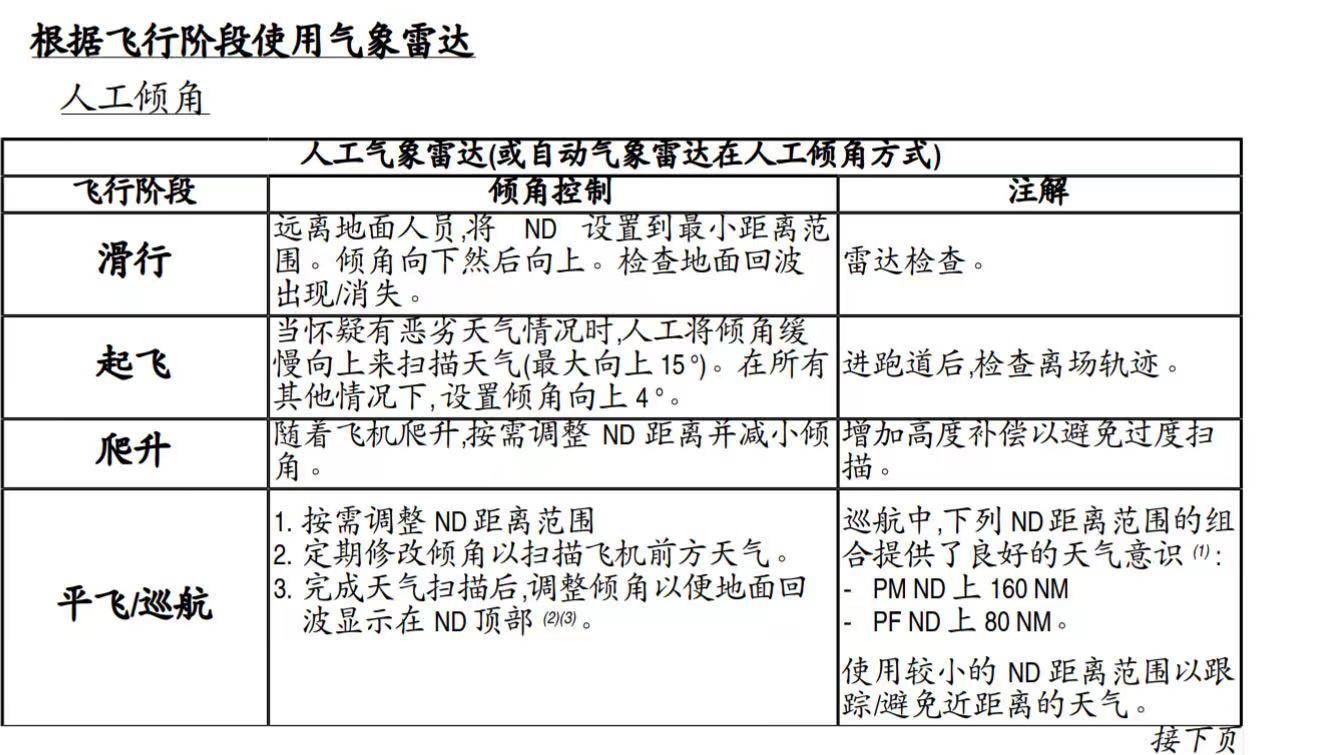 根据飞行阶段使用气象雷达
人工倾角
人工气象雷达(或自动气象雷达在人工倾角方式)
飞行阶段 倾角控制 注解
滑行
远离地面人员,将 ND 设置到最小距离范
围。倾角向下然后向上。检查地面回波
出现/消失。
雷达检查。
起飞
当怀疑有恶劣天气情况时,人工将倾角缓
慢向上来扫描天气(最大向上 15°)。在所有
其他情况下,设置倾角向上 4°。
进跑道后,检查离场轨迹。
爬升
随着飞机爬升,按需调整 ND 距离并减小倾
角。
增加高度补偿以避免过度扫
描。
平飞/巡航
1. 按需调整 ND 距离范围
2. 定期修改倾角以扫描飞机前方天气。
3. 完成天气扫描后,调整倾角以便地面回
波显示在 ND 顶部 (2)(3)。
巡航中,下列 ND 距离范围的组
合提供了良好的天气意识 (1):
- PM ND 上 160 NM
- PF ND 上 80 NM。
使用较小的 ND 距离范围以跟
踪/避免近距离的天气。
接下页